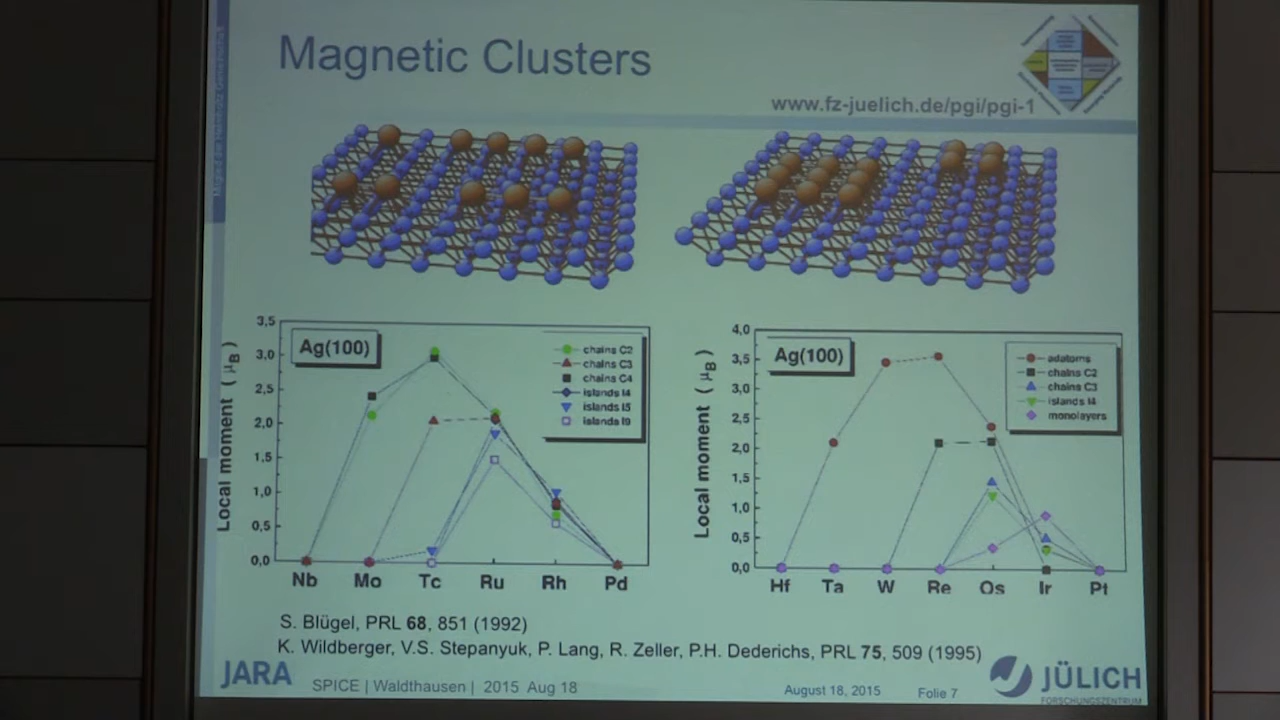 Magnetic Clusters
www.fz-juelich.de/pgi/pgi-1
3,5
3,0
2,5
2,0
1,5
1,0
0,5
0,0
Local moment ( μB )
Ag(100)
chains C2
chains C3
chains C4
islands I4
islands I5
islands I9
Nb Mo Tc Ru Rh Pd
4,0
3,5
3,0
2,5
2,0
1,5
1,0
0,5
0,0
Local moment ( μB )
Ag(100)
adatoms
chains C2
chains C3
islands I4
monolayers
Hf Ta W Re Os Ir Pt
S. Blügel, PRL 68, 851 (1992)
K. Wildberger, V.S. Stepanyuk, P. Lang, R. Zeller, P.H. Dederichs, PRL 75, 509 (1995)
JARA
SPICE | Waldthausen | 2015 Aug 18
August 18, 2015
Folie 7
JÜLICH
FORSCHUNGSZENTRUM